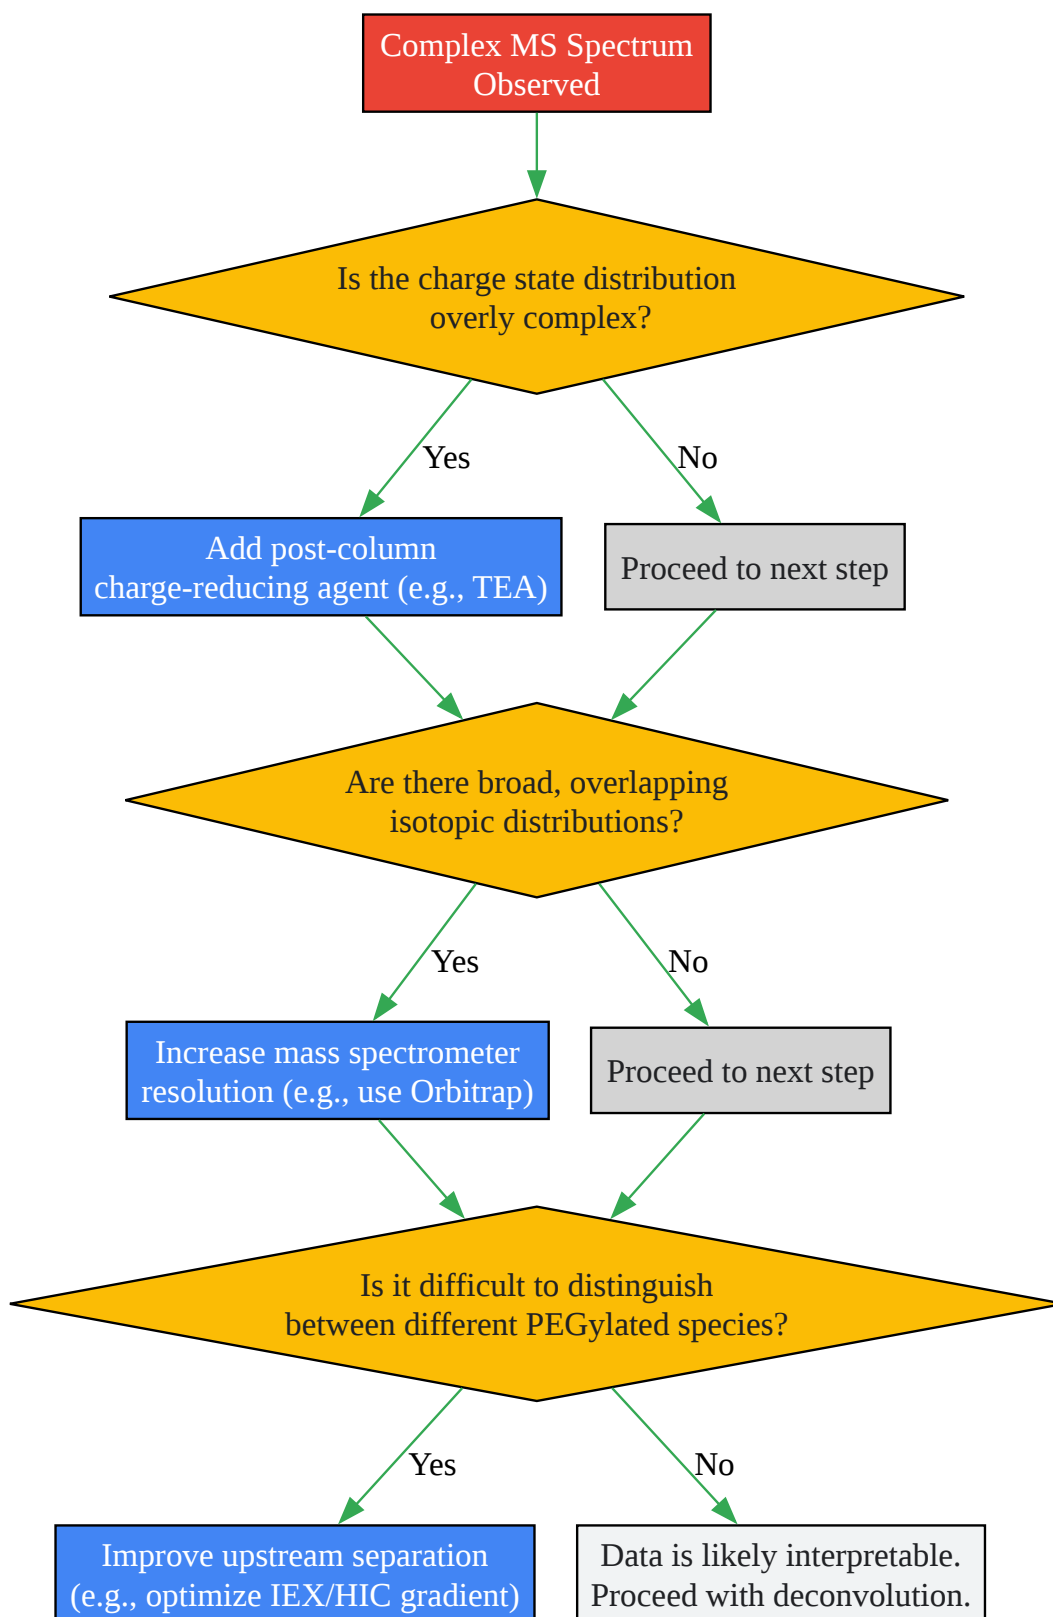 Complex MS Spectrum
Observed
Is the charge state distribution
overly complex?
Yes
No
Add post-column
charge-reducing agent (e.g., TEA)
Proceed to next step
Are there broad, overlapping
isotopic distributions?
Yes
No
Increase mass spectrometer
resolution (e.g., use Orbitrap)
Proceed to next step
Is it difficult to distinguish
between different PEGylated species?
Yes
No
Improve upstream separation
(e.g., optimize IEX/HIC gradient)
Data is likely interpretable.
Proceed with deconvolution.